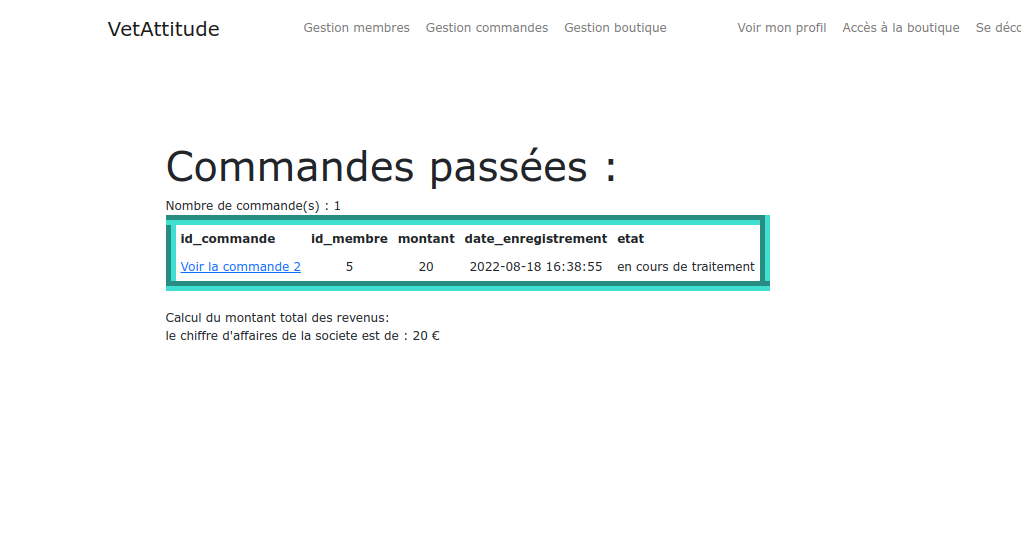 VetAttitude Gestion membres Gestion commandes Gestion boutique Voir mon profil Accès à la boutique Se déco
Commandes passées :
Nombre de commande(s) : 1
id_commande id_membre montant date_enregistrement etat
Voir la commande 2 5 20 2022-08-18 16:38:55 en cours de traitement
Calcul du montant total des revenus:
le chiffre d'affaires de la societe est de : 20 €